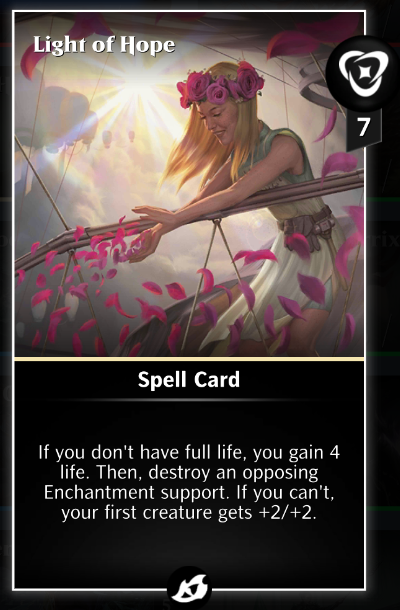 Light of Hope
7
Spell Card
If you don't have full life, you gain 4
life. Then, destroy an opposing
Enchantment support. If you can't,
your first creature gets +2/+2.